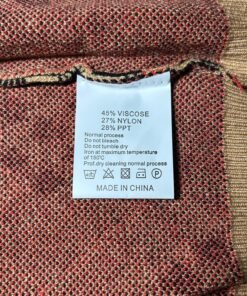 45% VISCOSE
27% NYLON
28% PPT
Normal process
Do not bleach
Do not tumble dry
Iron at maximum temperature
of 150℃
Prof.dry cleaning normal process
MADE IN CHINA